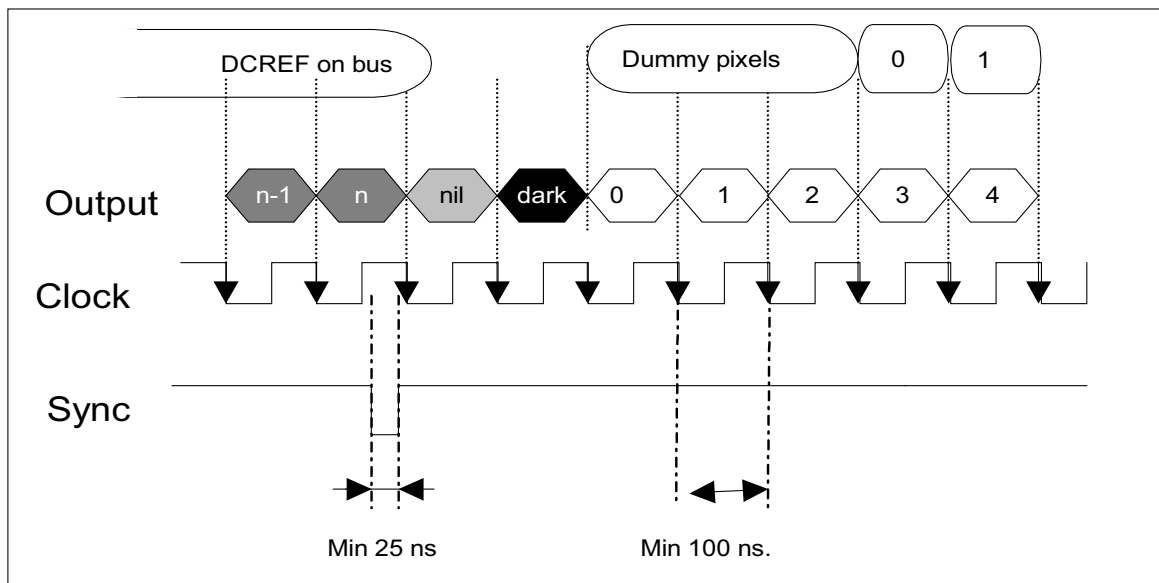 DCREF on bus Dummy pixels 0 1
Output n-1 n nil dark 0 1 2 3 4
Clock
Sync
Min 25 ns Min 100 ns.